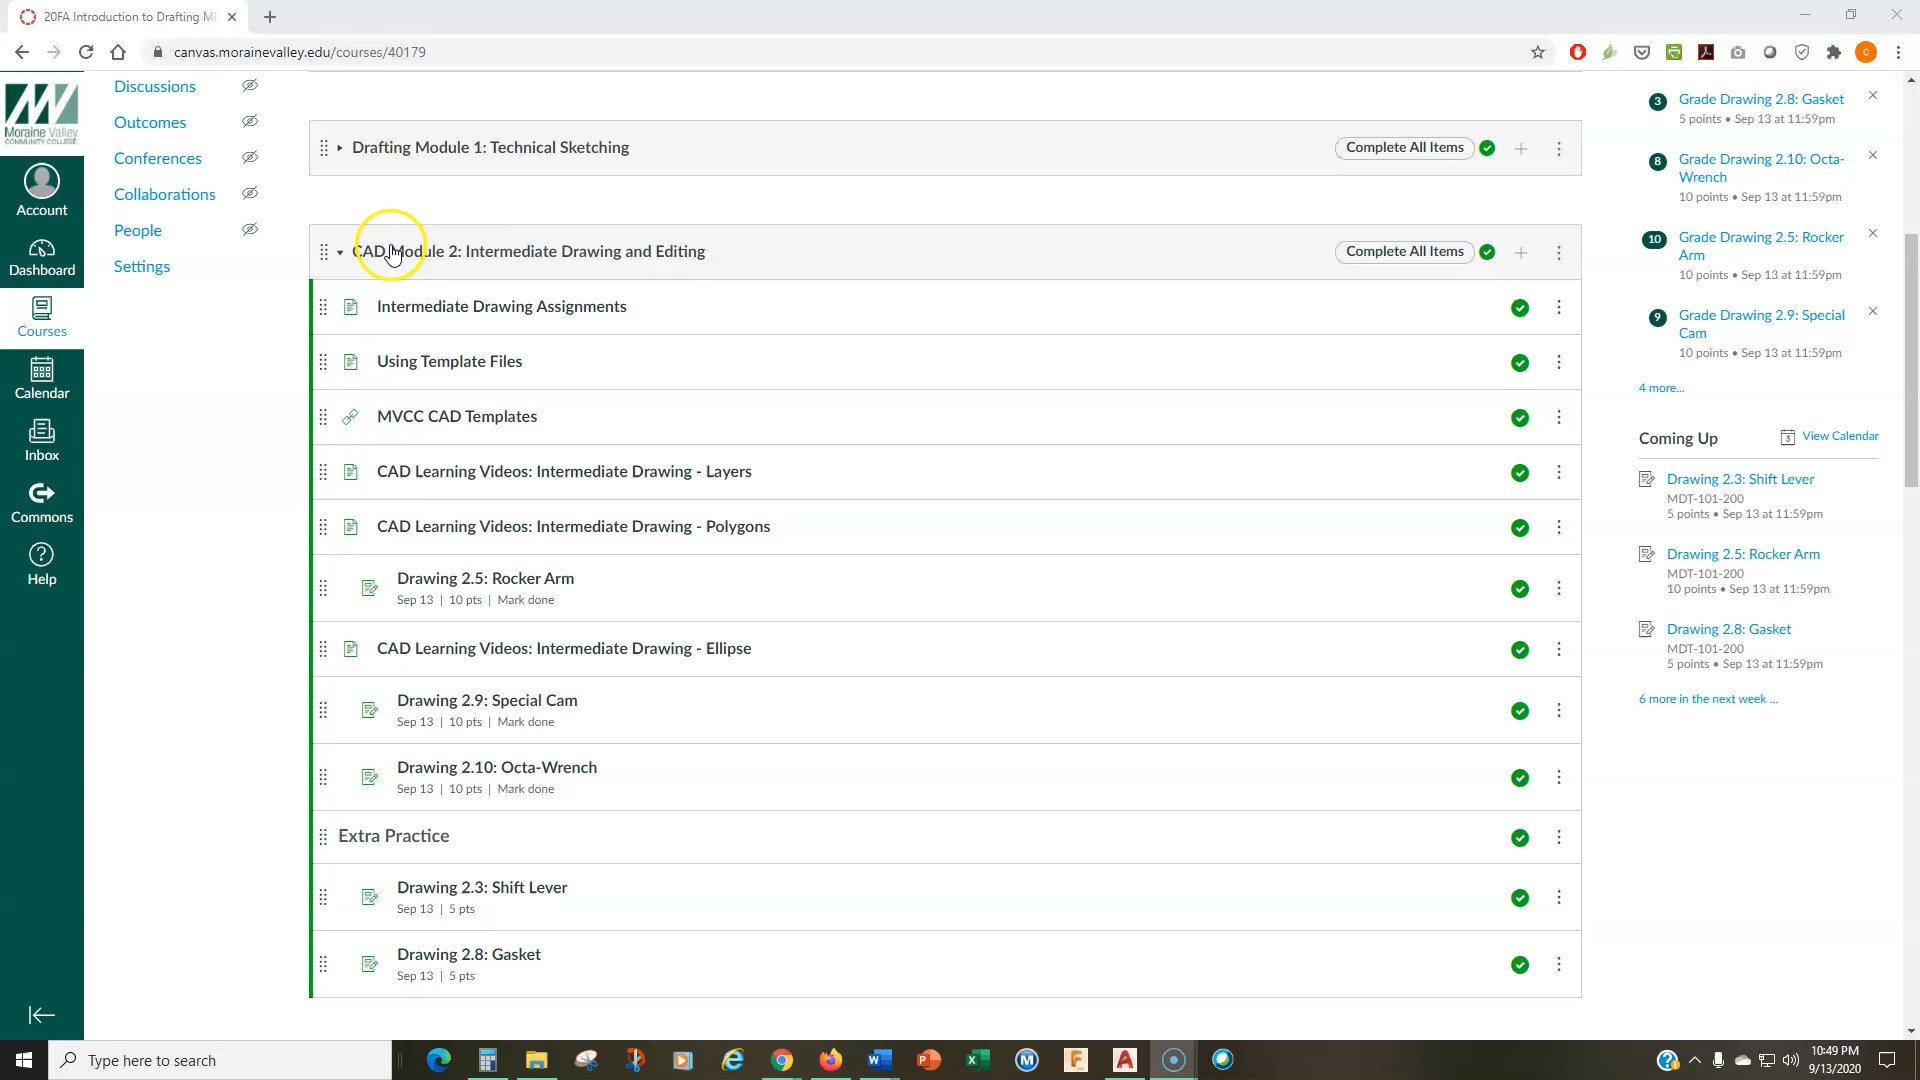 20FA Introduction to Drafting MD
canvas.morainevalley.edu/courses/40179
C
Moraine Valley
COMMUNITY COLLEGE
Account
Dashboard
Courses
Calendar
Inbox
Commons
Help
Discussions
Outcomes
Conferences
Collaborations
People
Settings
Drafting Module 1: Technical Sketching
Complete All Items
CAD Module 2: Intermediate Drawing and Editing
Complete All Items
Intermediate Drawing Assignments
Using Template Files
MVCC CAD Templates
CAD Learning Videos: Intermediate Drawing - Layers
CAD Learning Videos: Intermediate Drawing - Polygons
Drawing 2.5: Rocker Arm
Sep 13 | 10 pts | Mark done
CAD Learning Videos: Intermediate Drawing - Ellipse
Drawing 2.9: Special Cam
Sep 13 | 10 pts | Mark done
Drawing 2.10: Octa-Wrench
Sep 13 | 10 pts | Mark done
Extra Practice
Drawing 2.3: Shift Lever
Sep 13 | 5 pts
Drawing 2.8: Gasket
Sep 13 | 5 pts
3 Grade Drawing 2.8: Gasket
5 points • Sep 13 at 11:59pm
8 Grade Drawing 2.10: Octa-
Wrench
10 points • Sep 13 at 11:59pm
10 Grade Drawing 2.5: Rocker
Arm
10 points • Sep 13 at 11:59pm
9 Grade Drawing 2.9: Special
Cam
10 points • Sep 13 at 11:59pm
4 more...
Coming Up
3 View Calendar
Drawing 2.3: Shift Lever
MDT-101-200
5 points • Sep 13 at 11:59pm
Drawing 2.5: Rocker Arm
MDT-101-200
10 points • Sep 13 at 11:59pm
Drawing 2.8: Gasket
MDT-101-200
5 points • Sep 13 at 11:59pm
6 more in the next week ...
Type here to search
10:49 PM
9/13/2020